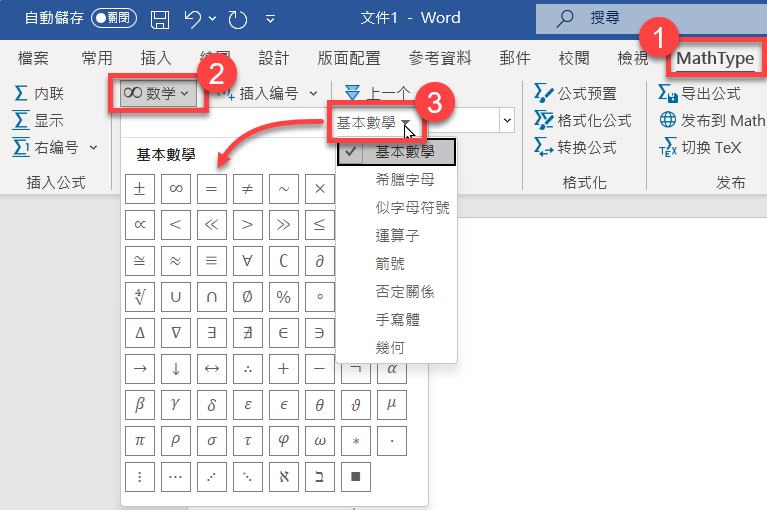 自動儲存 關閉 文件1 - Word 搜尋
檔案 常用 插入 繪圖 設計 版面配置 參考資料 郵件 校閱 檢視 1 MathType
内联 数学 2 插入编号 上一个 公式预置 导出公式
显示 基本數學 3 格式化公式 发布到 Math
右编号 基本數學 转换公式 切换 TeX
插入公式 格式化 发布
基本數學
希臘字母
似字母符號
運算子
箭號
否定關係
手寫體
幾何
± ∞ = ≠ ~ ×
∝ < ≪ > ≫ ≤
≅ ≈ ≡ ∀ ∁ ∂
∜ ∪ ∩ ∅ % °
∆ ∇ ∃ ∄ ∈ ∋
→ ↓ ↔ ∴ + − ¬ α
β γ δ ε ϵ θ ϑ μ
π ρ σ τ φ ω * ∙
⋮ ⋯ ⋰ ⋱ ℵ ℶ ■